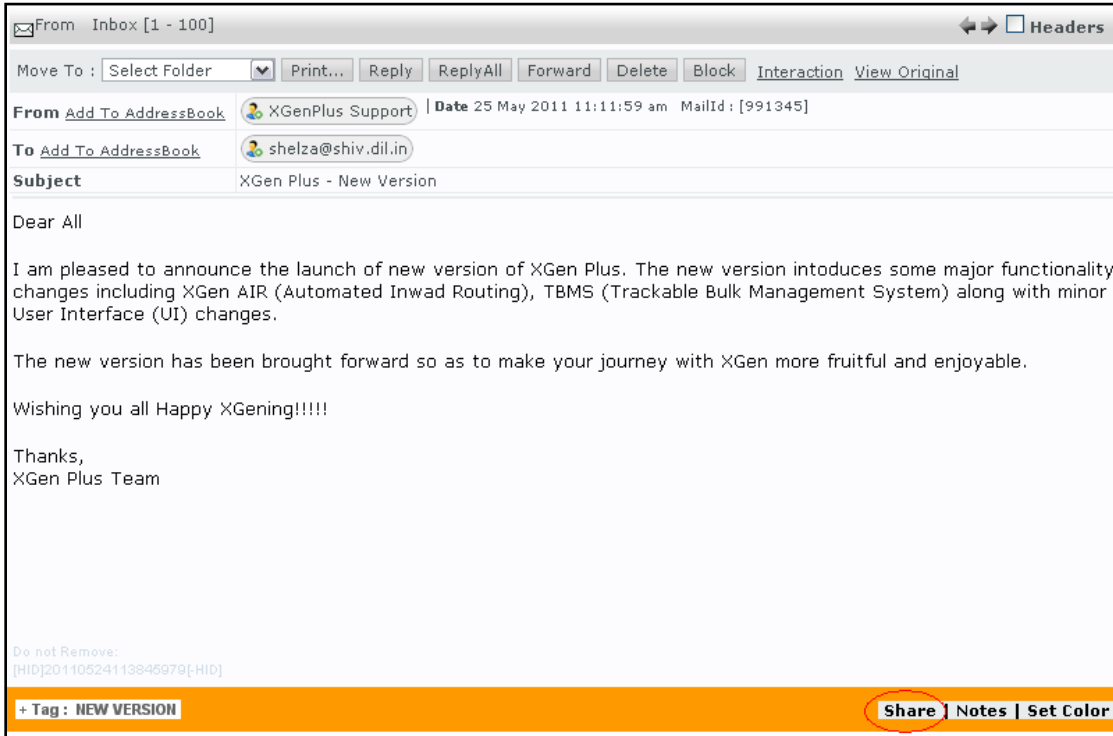 From Inbox [1 - 100] Headers
Move To : Select Folder Print... Reply ReplyAll Forward Delete Block Interaction View Original
From Add To AddressBook XGenPlus Support | Date 25 May 2011 11:11:59 am MailId : [991345]
To Add To AddressBook shelza@shiv.dil.in
Subject XGen Plus - New Version
Dear All
I am pleased to announce the launch of new version of XGen Plus. The new version intoduces some major functionality
changes including XGen AIR (Automated Inwad Routing), TBMS (Trackable Bulk Management System) along with minor
User Interface (UI) changes.
The new version has been brought forward so as to make your journey with XGen more fruitful and enjoyable.
Wishing you all Happy XGening!!!!!
Thanks,
XGen Plus Team
Do not Remove:
[HID]20110524113845979[-HID]
+ Tag : NEW VERSION Share | Notes | Set Color